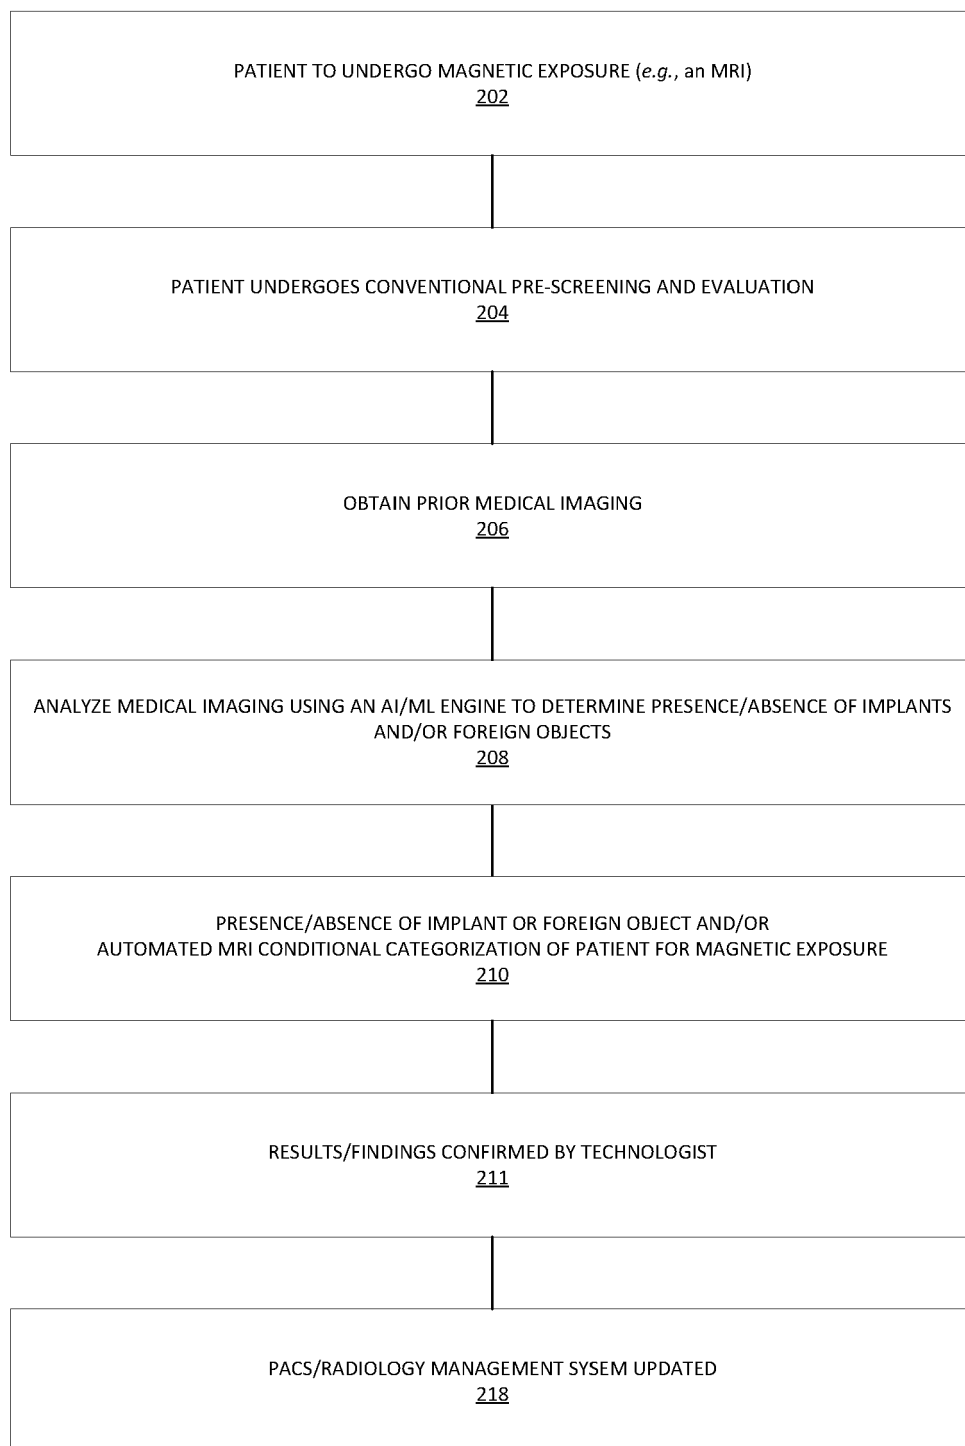 PATIENT TO UNDERGO MAGNETIC EXPOSURE (e.g., an MRI)
202
PATIENT UNDERGOES CONVENTIONAL PRE-SCREENING AND EVALUATION
204
OBTAIN PRIOR MEDICAL IMAGING
206
ANALYZE MEDICAL IMAGING USING AN AI/ML ENGINE TO DETERMINE PRESENCE/ABSENCE OF IMPLANTS
AND/OR FOREIGN OBJECTS
208
PRESENCE/ABSENCE OF IMPLANT OR FOREIGN OBJECT AND/OR
AUTOMATED MRI CONDITIONAL CATEGORIZATION OF PATIENT FOR MAGNETIC EXPOSURE
210
RESULTS/FINDINGS CONFIRMED BY TECHNOLOGIST
211
PACS/RADIOLOGY MANAGEMENT SYSEM UPDATED
218